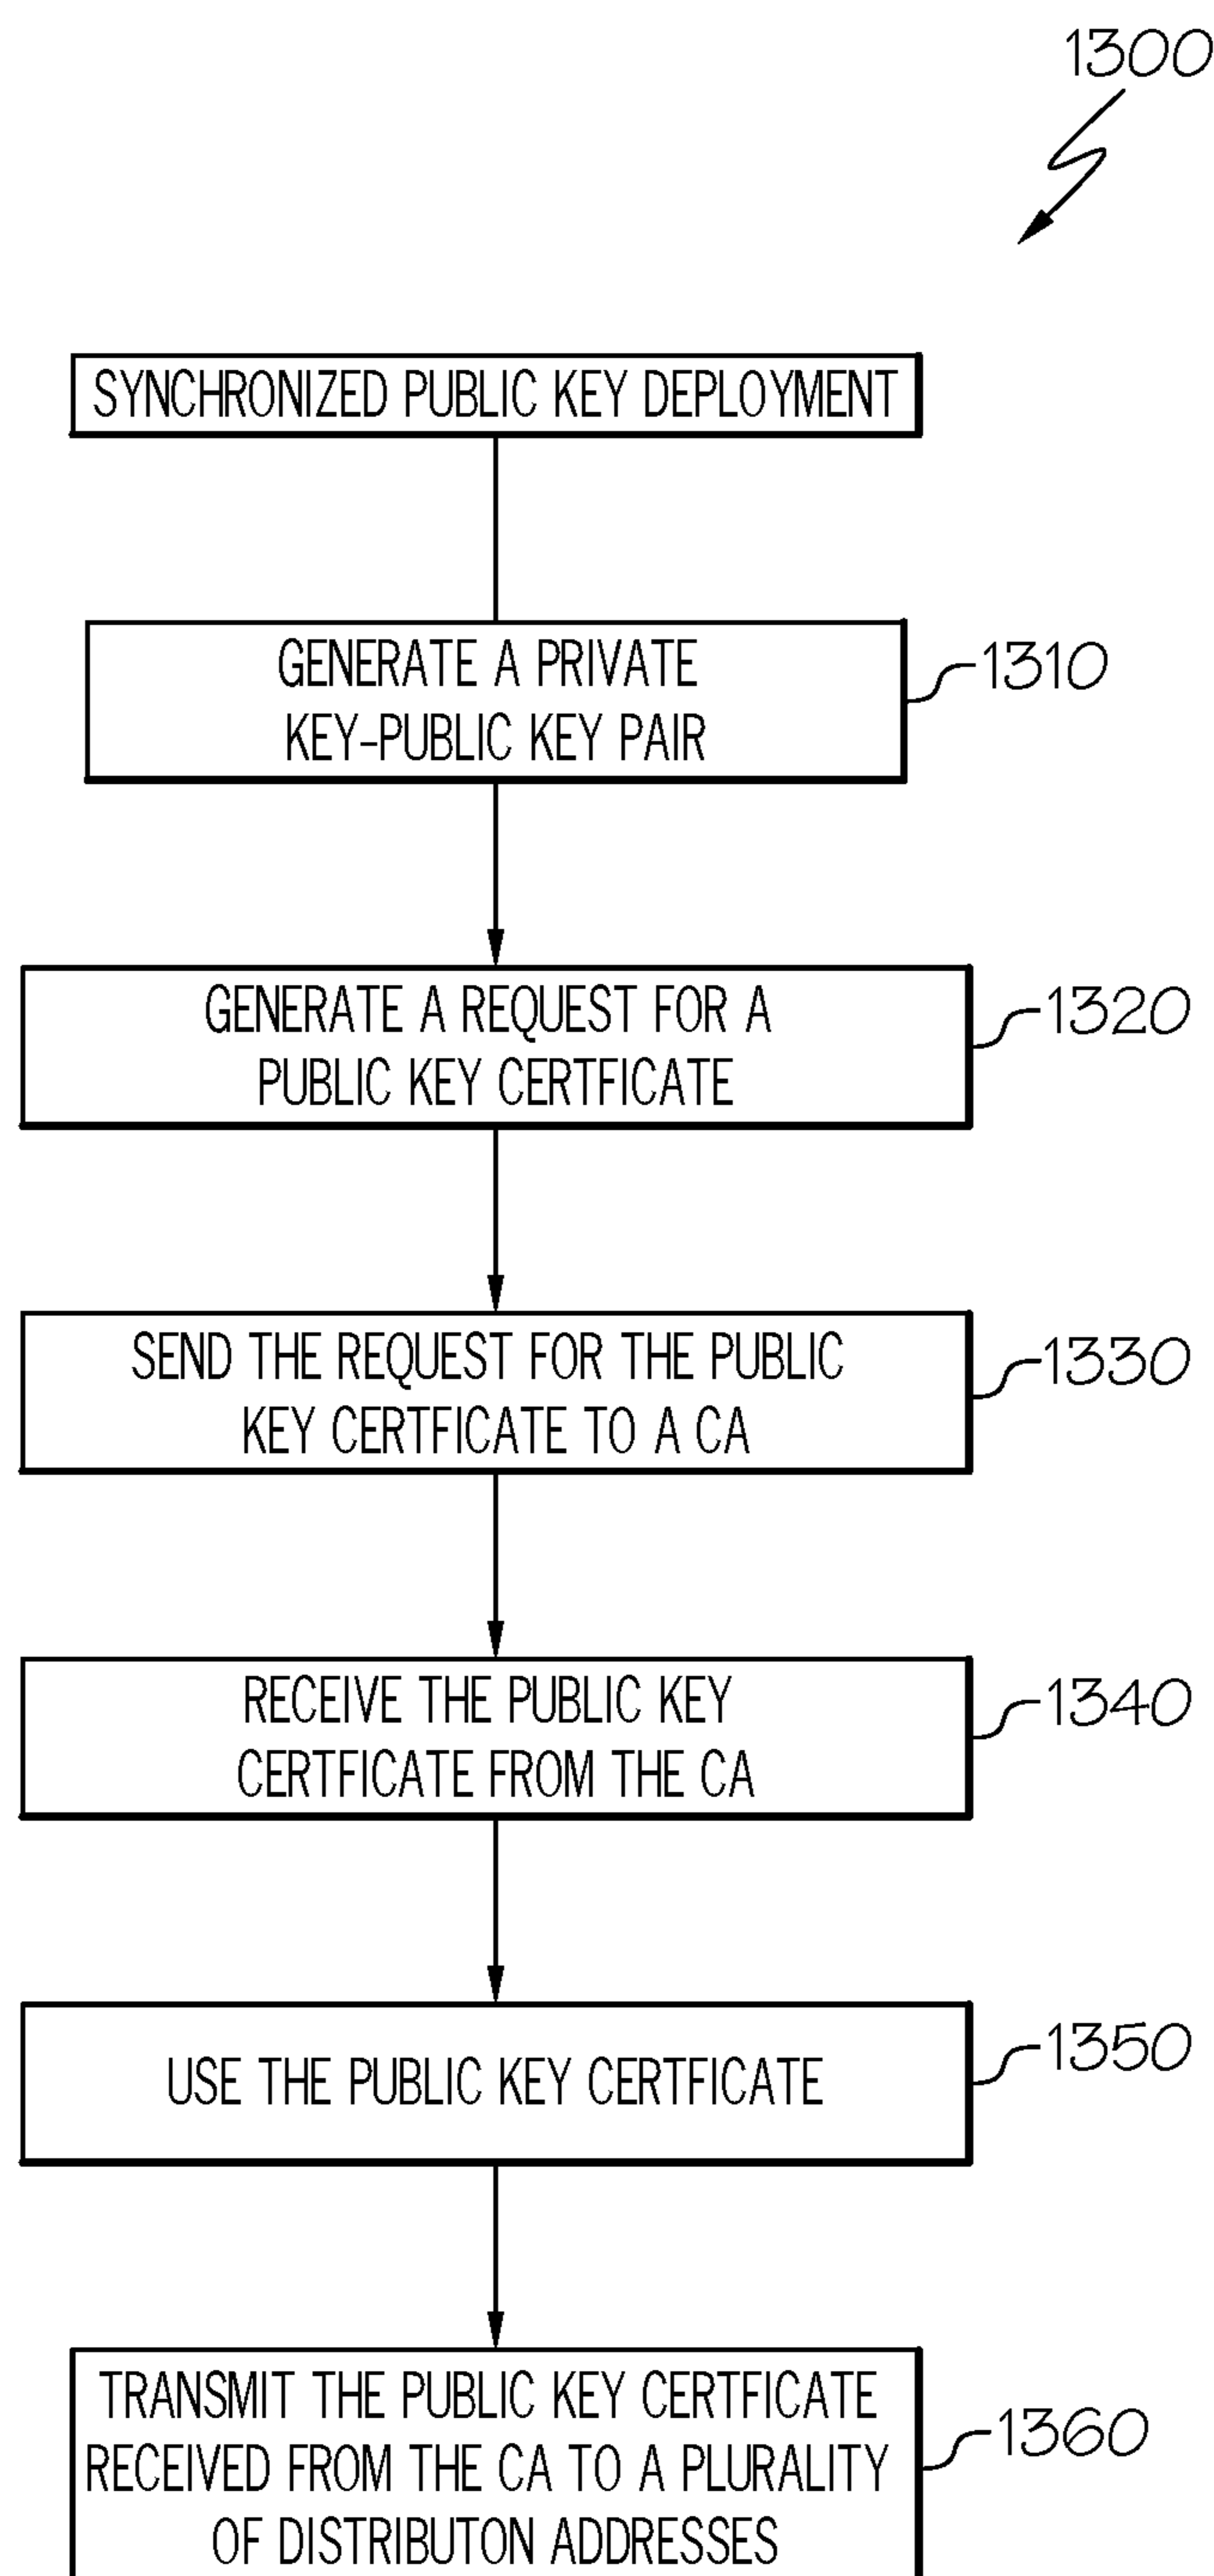 1300
SYNCHRONIZED PUBLIC KEY DEPLOYMENT
GENERATE A PRIVATE
KEY-PUBLIC KEY PAIR
1310
GENERATE A REQUEST FOR A
PUBLIC KEY CERTFICATE
1320
SEND THE REQUEST FOR THE PUBLIC
KEY CERTFICATE TO A CA
1330
RECEIVE THE PUBLIC KEY
CERTFICATE FROM THE CA
1340
USE THE PUBLIC KEY CERTFICATE
1350
TRANSMIT THE PUBLIC KEY CERTFICATE
RECEIVED FROM THE CA TO A PLURALITY
OF DISTRIBUTON ADDRESSES
1360